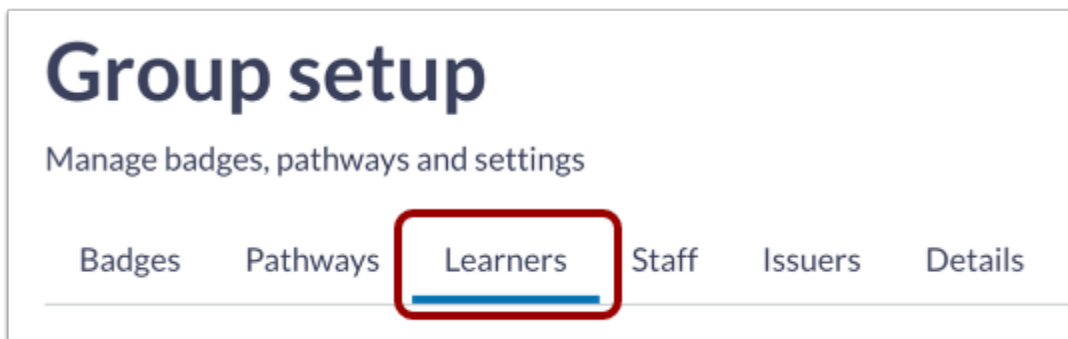 Group setup
Manage badges, pathways and settings
Badges Pathways Learners Staff Issuers Details